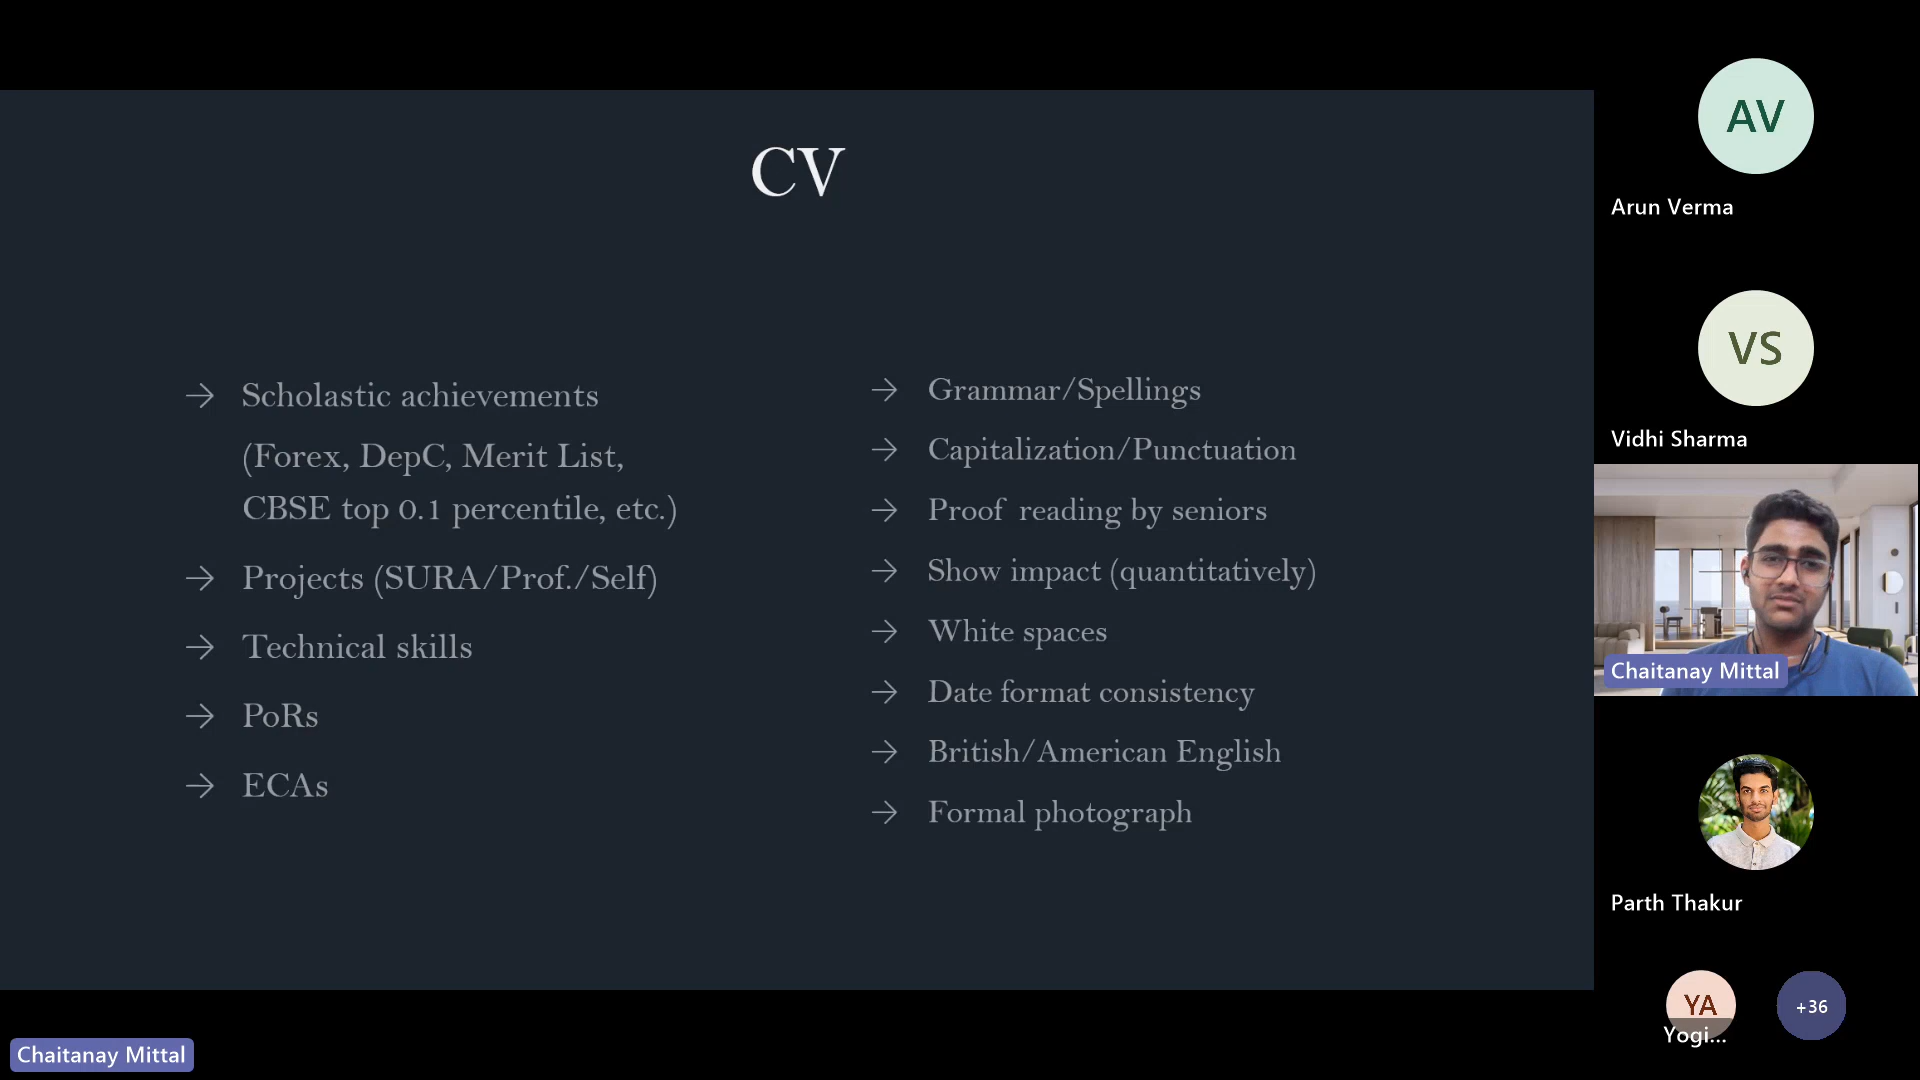 CV
→ Scholastic achievements
(Forex, DepC, Merit List,
CBSE top 0.1 percentile, etc.)
→ Projects (SURA/Prof./Self)
→ Technical skills
→ PoRs
→ ECAs
→ Grammar/Spellings
→ Capitalization/Punctuation
→ Proof reading by seniors
→ Show impact (quantitatively)
→ White spaces
→ Date format consistency
→ British/American English
→ Formal photograph
AV
Arun Verma
VS
Vidhi Sharma
Chaitanay Mittal
Parth Thakur
YA
Yogi...
+36
Chaitanay Mittal